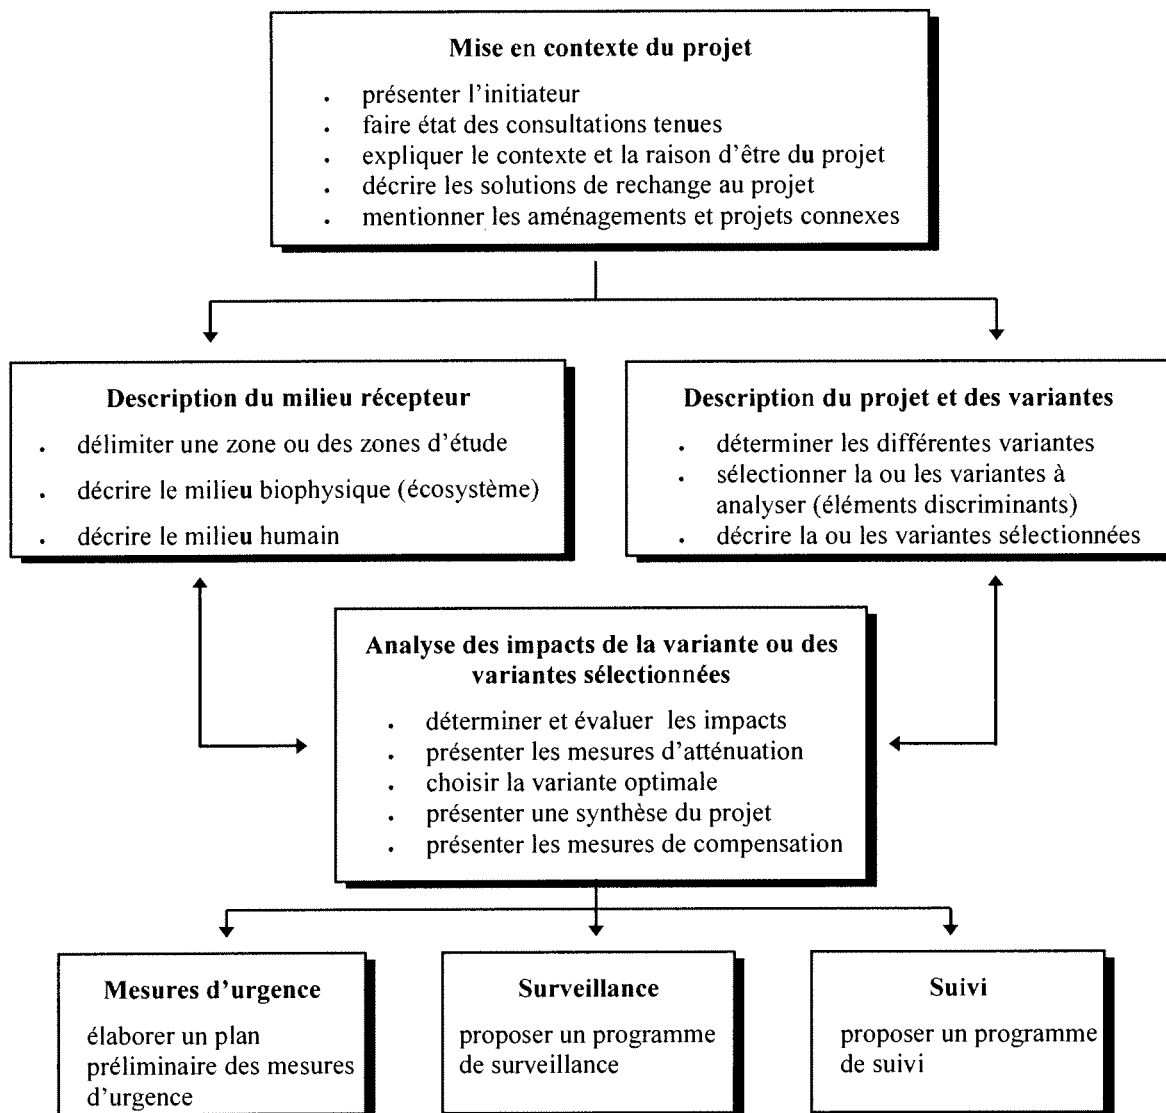 Mise en contexte du projet
• présenter l'initiateur
• faire état des consultations tenues
• expliquer le contexte et la raison d'être du projet
• décrire les solutions de rechange au projet
• mentionner les aménagements et projets connexes
Description du milieu récepteur
• délimiter une zone ou des zones d'étude
• décrire le milieu biophysique (écosystème)
• décrire le milieu humain
Description du projet et des variantes
• déterminer les différentes variantes
• sélectionner la ou les variantes à
analyser (éléments discriminants)
• décrire la ou les variantes sélectionnées
Analyse des impacts de la variante ou des
variantes sélectionnées
• déterminer et évaluer les impacts
• présenter les mesures d'atténuation
• choisir la variante optimale
• présenter une synthèse du projet
• présenter les mesures de compensation
Mesures d'urgence
élaborer un plan
préliminaire des mesures
d'urgence
Surveillance
proposer un programme
de surveillance
Suivi
proposer un programme
de suivi